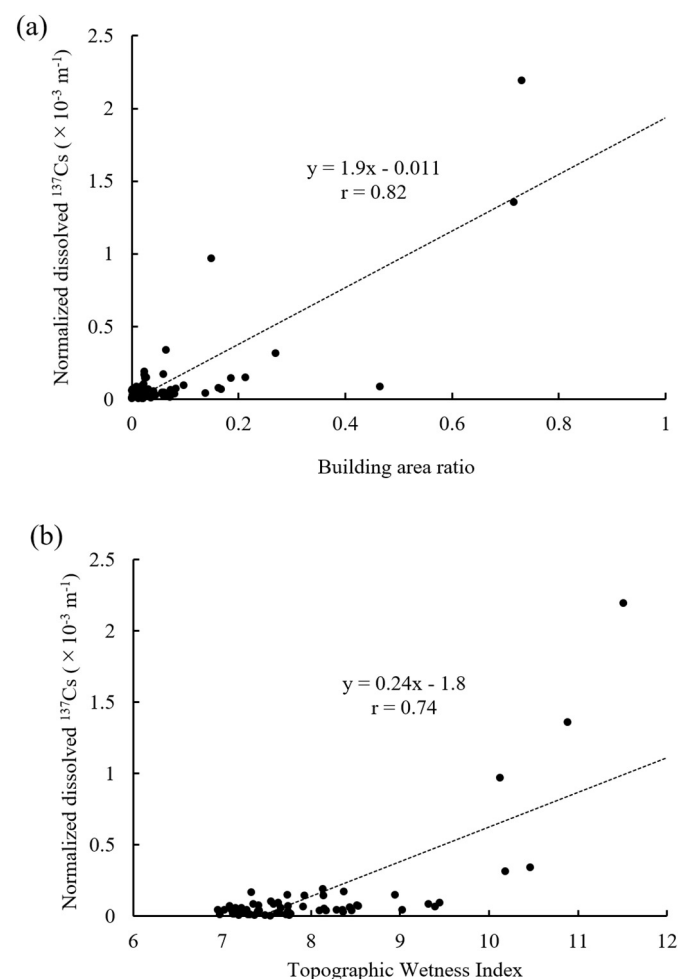 (a)
Normalized dissolved ¹³⁷Cs (×10⁻³ m⁻¹)
2.5
2
1.5
1
0.5
0
y = 1.9x - 0.011
r = 0.82
0 0.2 0.4 0.6 0.8 1
Building area ratio
(b)
Normalized dissolved ¹³⁷Cs (×10⁻³ m⁻¹)
2.5
2
1.5
1
0.5
0
y = 0.24x - 1.8
r = 0.74
6 7 8 9 10 11 12
Topographic Wetness Index